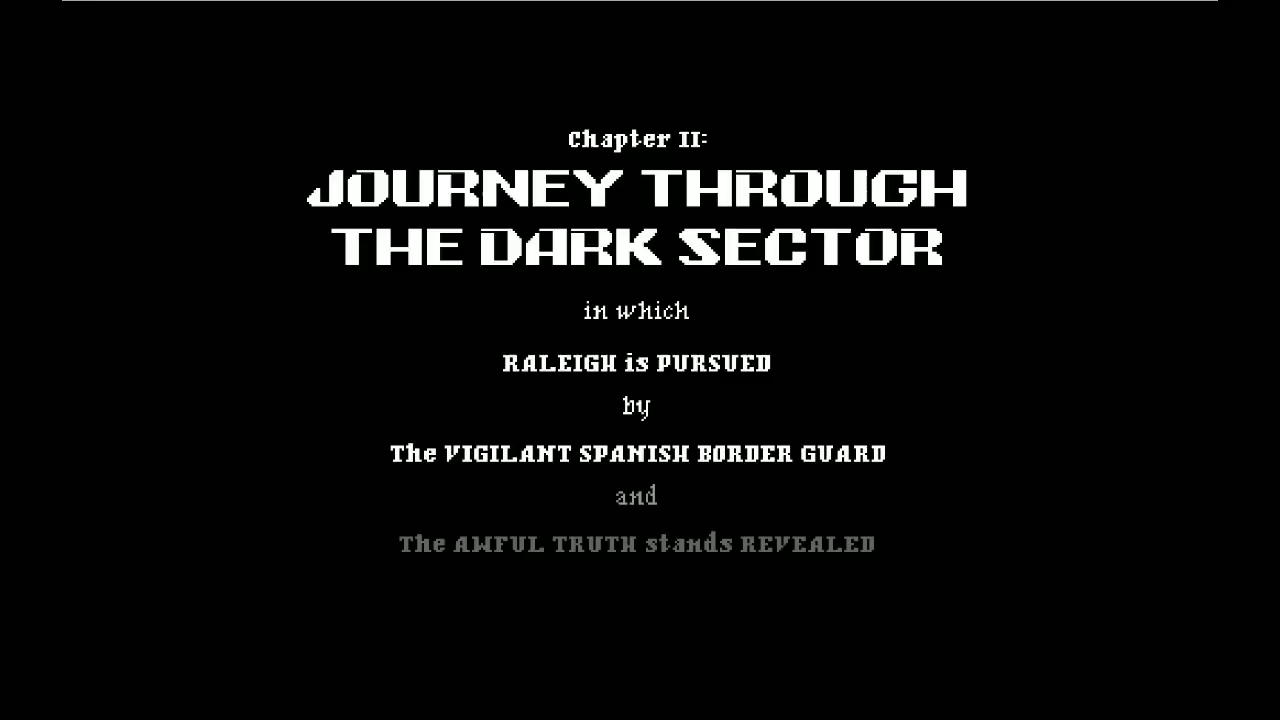 Chapter II:
JOURNEY THROUGH
THE DARK SECTOR
in which
RALEIGH is PURSUED
by
The VIGILANT SPANISH BORDER GUARD
and
The AWFUL TRUTH stands REVEALED